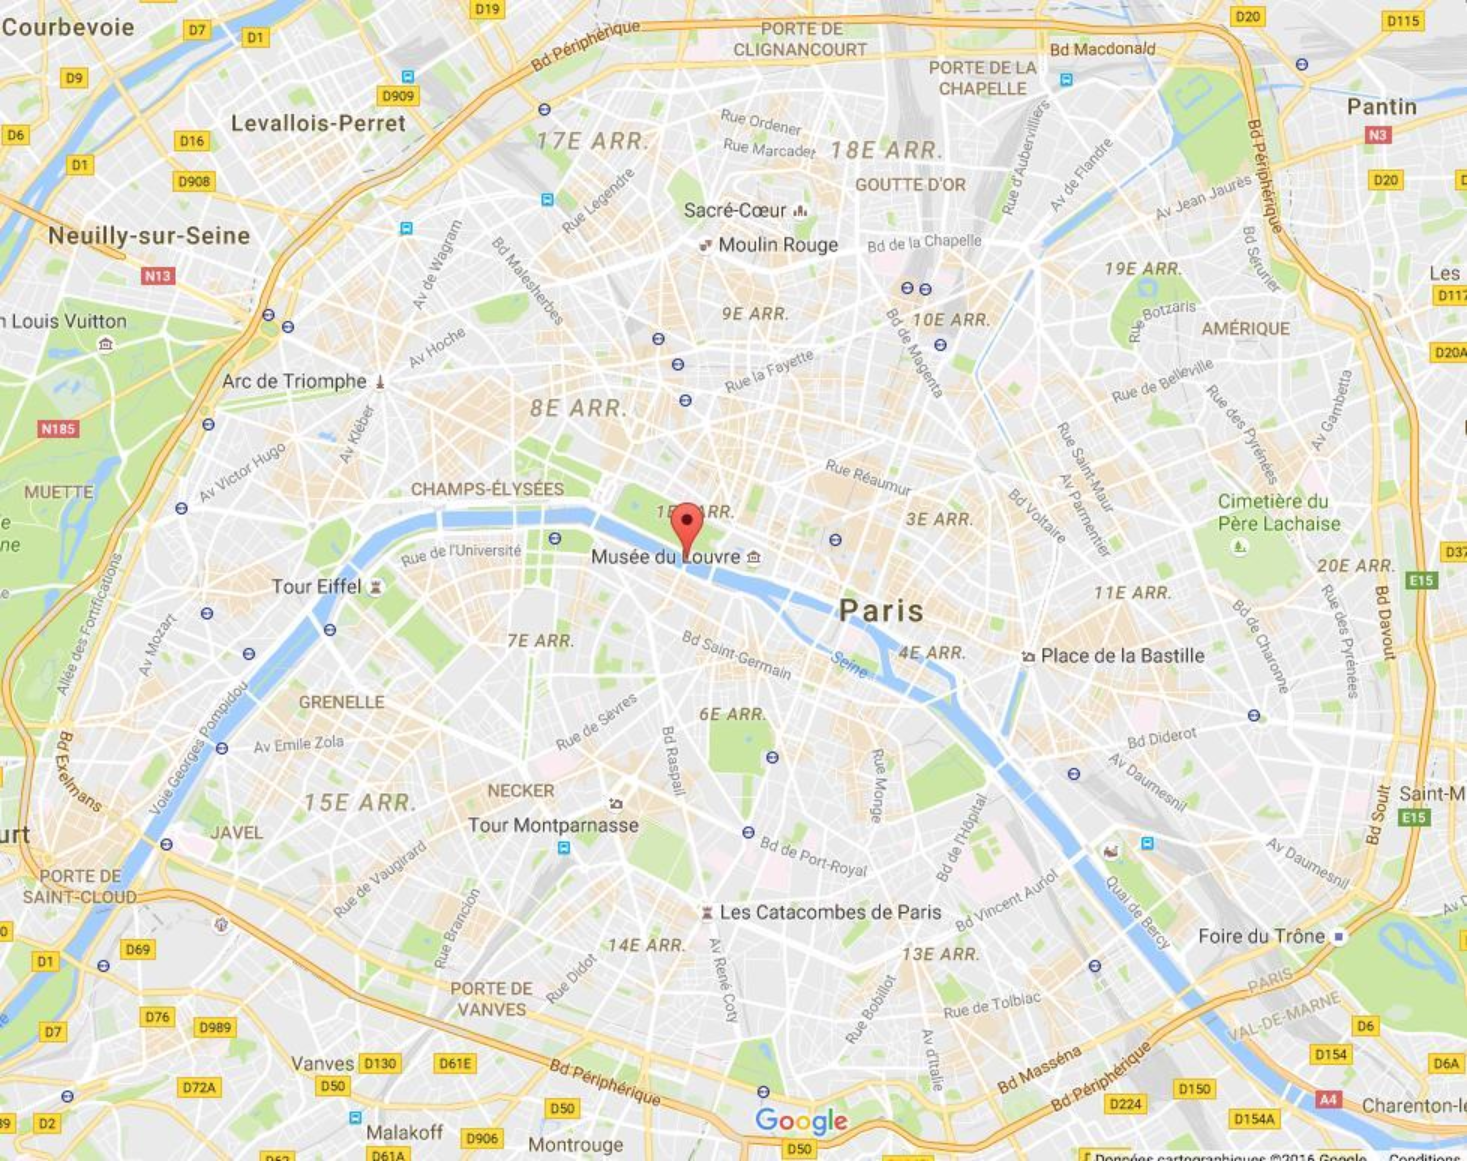 Courbevoie
D7
D1
D19
D9
D909
D6
D16
D1
D908
Levallois-Perret
Bd Périphérique
PORTE DE
CLIGNANCOURT
PORTE DE LA
CHAPELLE
Bd Macdonald
D20
D115
Pantin
N3
D20
Bd Périphérique
17E ARR.
Rue Ordener
Rue Marcadet
18E ARR.
GOUTTE D'OR
Rue d'Aubervilliers
Av de Flandre
Av Jean Jaurès
Neuilly-sur-Seine
N13
Av de Wagram
Rue Legendre
Bd Malesherbes
Sacré-Cœur
Moulin Rouge
Bd de la Chapelle
Bd Sérurier
19E ARR.
Les
D117
n Louis Vuitton
Av Hoche
9E ARR.
10E ARR.
Bd de Magenta
Rue Botzaris
AMÉRIQUE
D20A
Arc de Triomphe
Rue la Fayette
Rue de Belleville
8E ARR.
Av Kléber
N185
Av Victor Hugo
Rue des Pyrénées
Av Gambetta
Rue Saint-Maur
Av Parmentier
MUETTE
CHAMPS-ÉLYSÉES
Rue Réaumur
3E ARR.
Bd Voltaire
Cimetière du
Père Lachaise
ne
Rue de l'Université
Musée du Louvre
20E ARR.
D37
E15
Tour Eiffel
Paris
11E ARR.
Allée des Fortifications
Av Mozart
7E ARR.
Bd Saint-Germain
Seine
4E ARR.
Place de la Bastille
Bd de Charonne
Rue des Pyrénées
Bd Davout
GRENELLE
6E ARR.
Rue de Sèvres
Bd Raspail
Voie Georges Pompidou
Av Emile Zola
Bd Exelmans
Rue Monge
Bd Diderot
Av Daumesnil
NECKER
15E ARR.
Tour Montparnasse
Bd de l'Hôpital
Bd Soult
Saint-M
E15
urt
JAVEL
Rue de Vaugirard
Bd de Port-Royal
Av Daumesnil
PORTE DE
SAINT-CLOUD
Rue Brancion
Les Catacombes de Paris
Bd Vincent Auriol
Quai de Bercy
Foire du Trône
D69
D1
14E ARR.
Rue Didot
Av René Coty
13E ARR.
Rue Bobillot
Rue de Tolbiac
PARIS
VAL-DE-MARNE
PORTE DE
VANVES
D76
D989
D7
Vanves
D130
D61E
D72A
D50
Bd Périphérique
Av d'Italie
Bd Masséna
Bd Périphérique
D6
D154
D6A
D150
D224
D154A
A4
Charenton-le
D2
Malakoff
D906
D50
Google
D50
Montrouge
D61A
D62
Données cartographiques ©2016 Google
Conditions